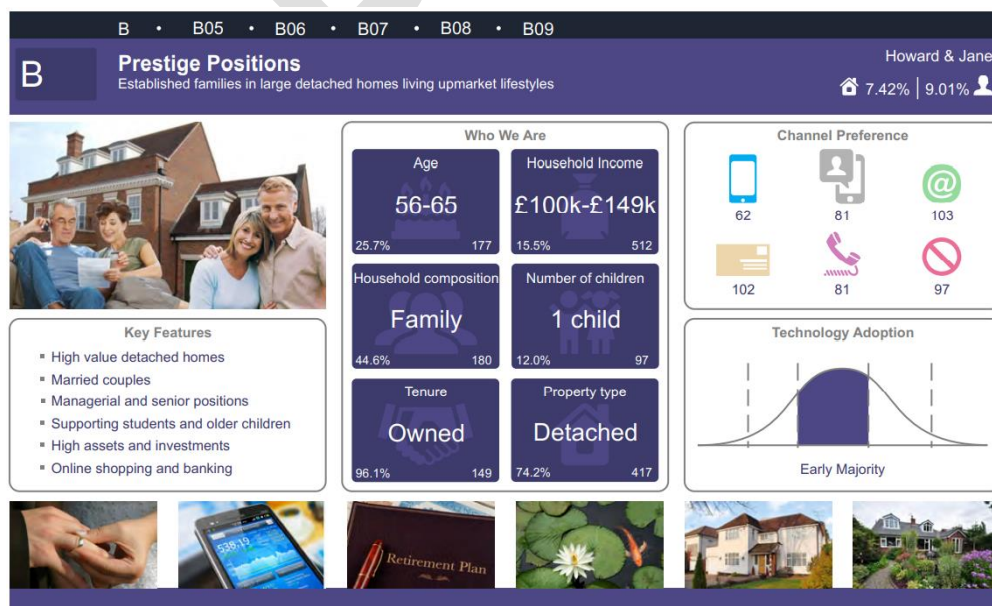 B • B05 • B06 • B07 • B08 • B09
B
Prestige Positions
Established families in large detached homes living upmarket lifestyles
Howard & Jane
7.42% | 9.01%
Who We Are
Age
56-65
25.7% 177
Household Income
£100k-£149k
15.5% 512
Household composition
Family
44.6% 180
Number of children
1 child
12.0% 97
Tenure
Owned
96.1% 149
Property type
Detached
74.2% 417
Channel Preference
62 81 103
@
102 81 97
Key Features
High value detached homes
Married couples
Managerial and senior positions
Supporting students and older children
High assets and investments
Online shopping and banking
Technology Adoption
Early Majority
538.19
Retirement Plan